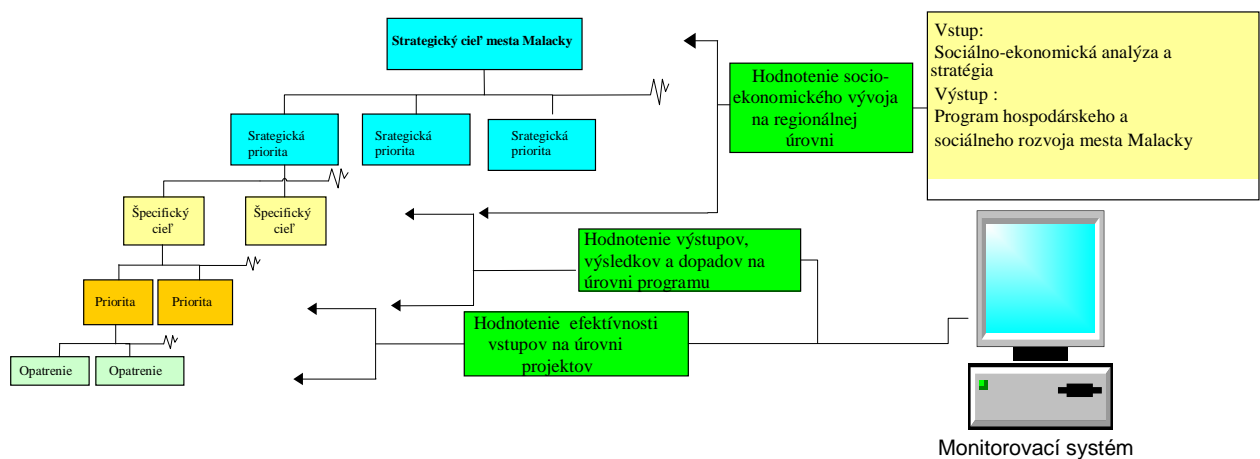 Strategický cieľ mesta Malacky
Srategická
priorita
Srategická
priorita
Srategická
priorita
Špecifický
cieľ
Špecifický
cieľ
Priorita
Priorita
Opatrenie
Opatrenie
Hodnotenie socio-
ekonomického vývoja
na regionálnej
úrovni
Vstup:
Sociálno-ekonomická analýza a
stratégia
Výstup :
Program hospodárskeho a
sociálneho rozvoja mesta Malacky
Hodnotenie výstupov,
výsledkov a dopadov na
úrovni programu
Hodnotenie efektívnosti
vstupov na úrovni
projektov
Monitorovací systém